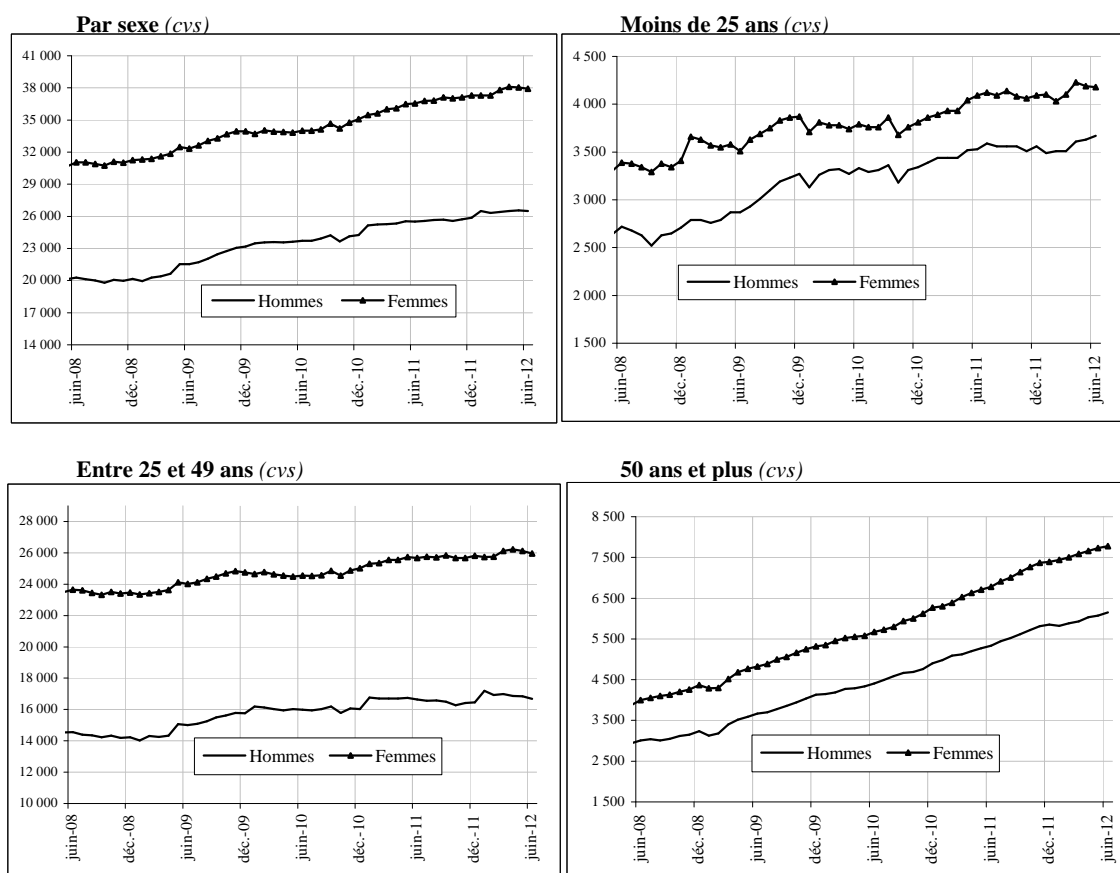 Par sexe (cvs)
41 000
38 000
35 000
32 000
29 000
26 000
23 000
20 000
17 000
14 000
Hommes
Femmes
juin-08
déc.-08
juin-09
déc.-09
juin-10
déc.-10
juin-11
déc.-11
juin-12
Moins de 25 ans (cvs)
4 500
4 000
3 500
3 000
2 500
2 000
1 500
Hommes
Femmes
juin-08
déc.-08
juin-09
déc.-09
juin-10
déc.-10
juin-11
déc.-11
juin-12
Entre 25 et 49 ans (cvs)
28 000
26 000
24 000
22 000
20 000
18 000
16 000
14 000
12 000
10 000
Hommes
Femmes
juin-08
déc.-08
juin-09
déc.-09
juin-10
déc.-10
juin-11
déc.-11
juin-12
50 ans et plus (cvs)
8 500
7 500
6 500
5 500
4 500
3 500
2 500
1 500
Hommes
Femmes
juin-08
déc.-08
juin-09
déc.-09
juin-10
déc.-10
juin-11
déc.-11
juin-12